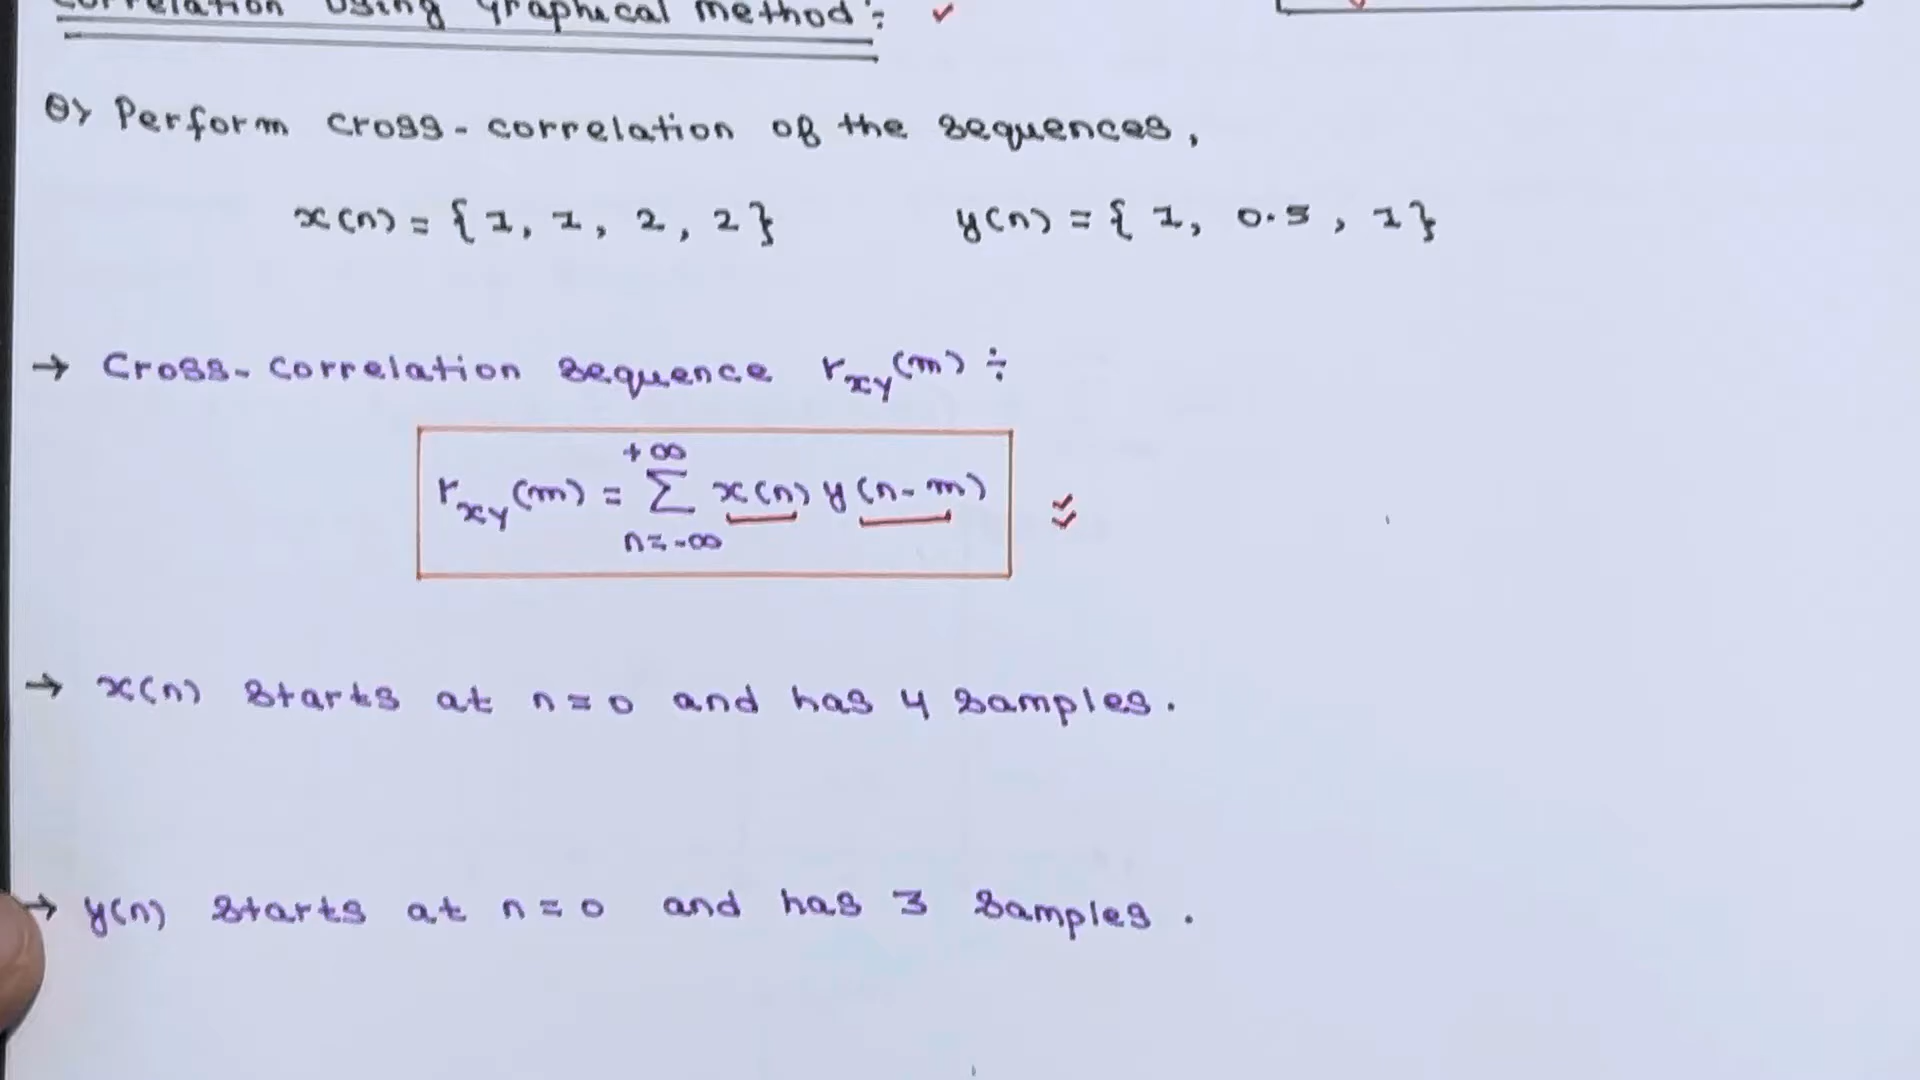 Correlation Using Graphical Method :-
Q) Perform cross-correlation of the sequences,
x(n) = {1, 1, 2, 2}    y(n) = {1, 0.5, 1}
→ Cross-correlation sequence rxy(m) ÷
rxy(m) = Σ x(n) y(n-m)
+∞
n=-∞
→ x(n) starts at n=0 and has 4 samples.
→ y(n) starts at n=0 and has 3 samples.